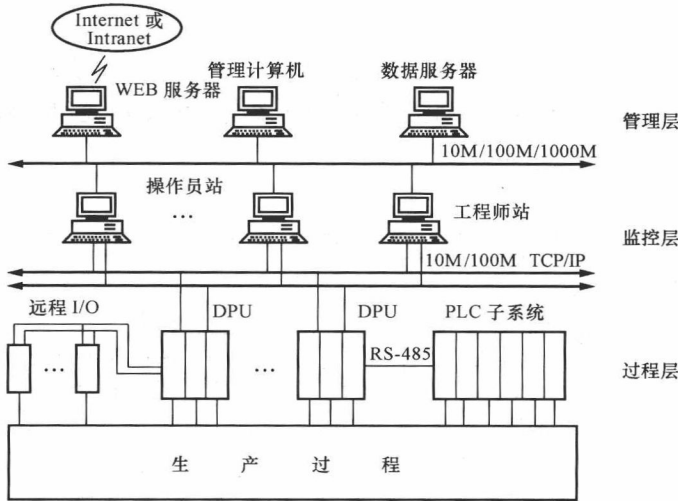 Internet 或
Intranet
WEB 服务器
管理计算机
数据服务器
管理层
10M/100M/1000M
操作员站
…
工程师站
监控层
10M/100M TCP/IP
远程 I/O
DPU
DPU
PLC 子系统
…
…
RS-485
过程层
生 产 过 程